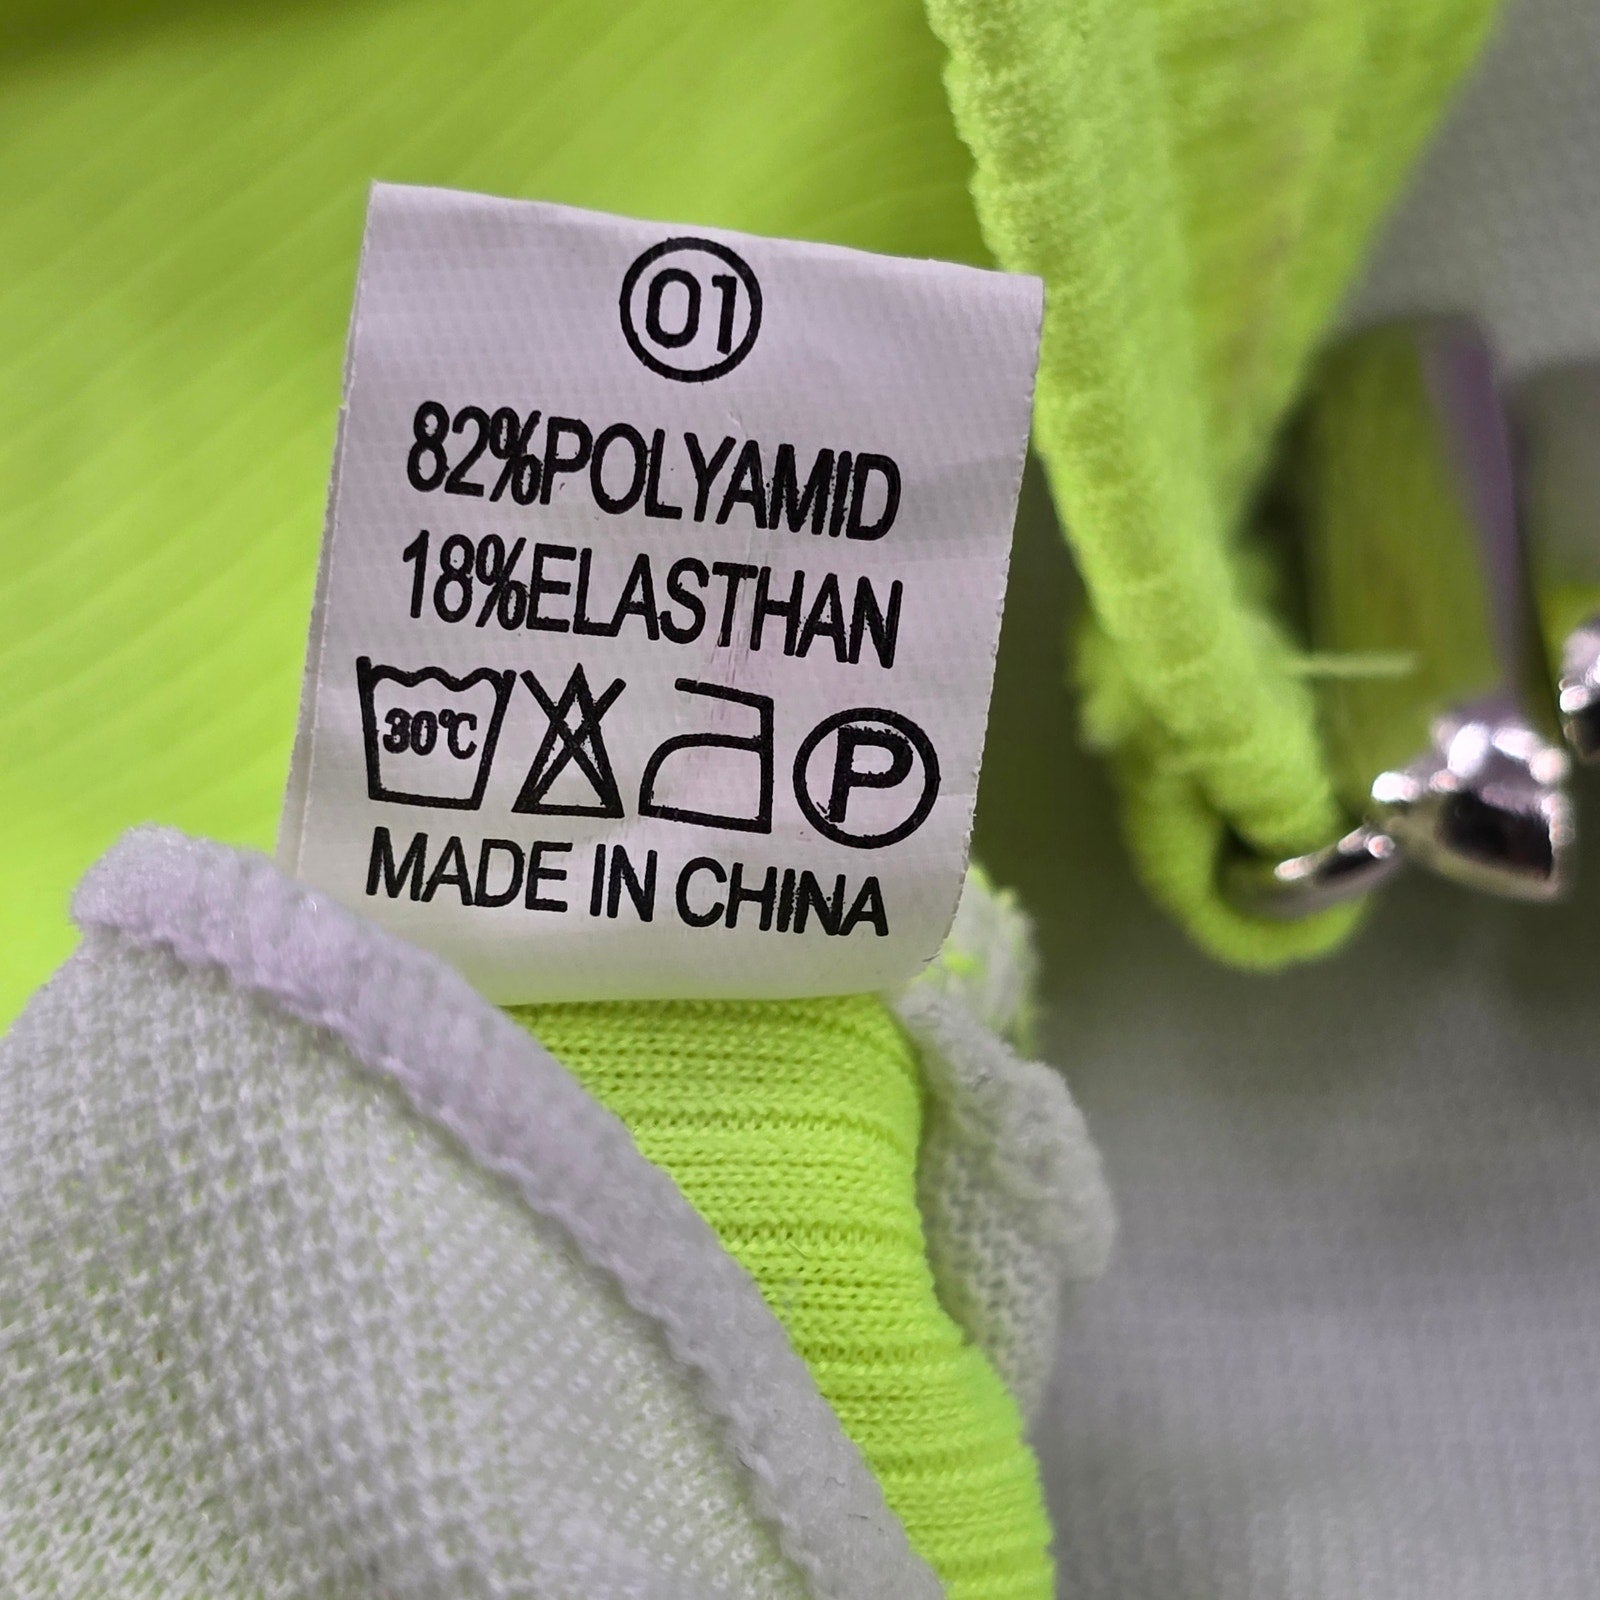 01
82%POLYAMID
18%ELASTHAN
30℃ P
MADE IN CHINA